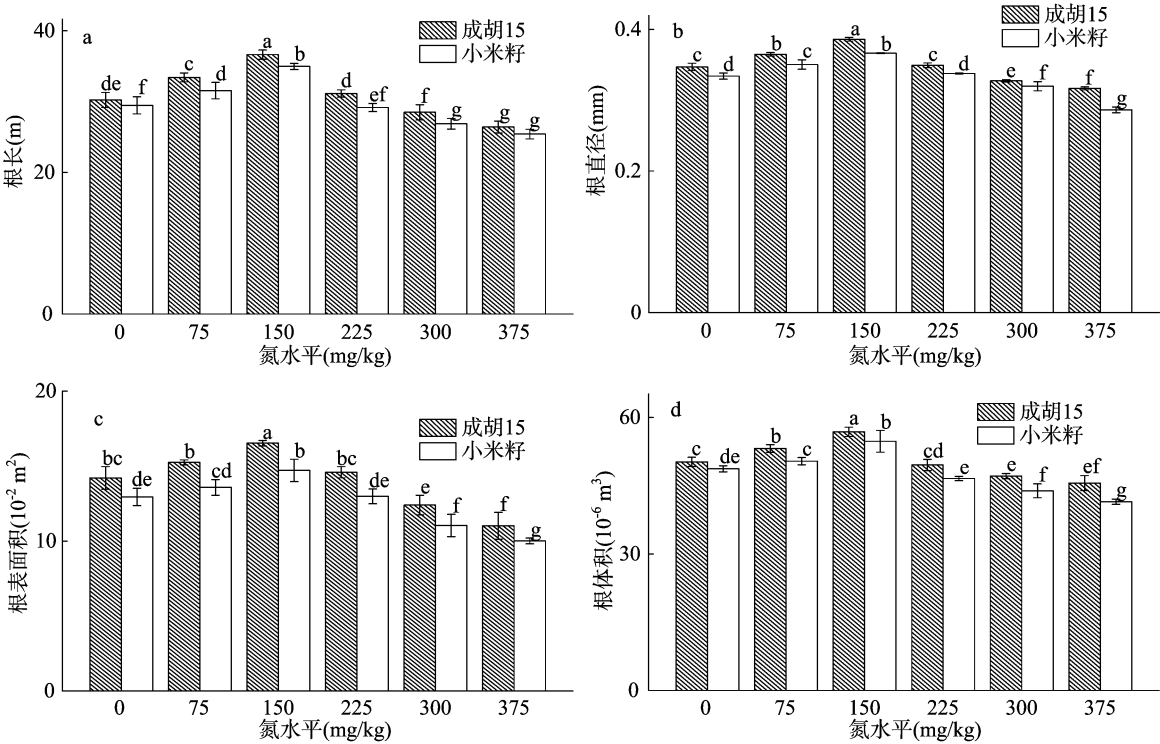 a
成胡15
小米籽
40
20
0
根长(m)
de f c d a b d ef f g g g
0 75 150 225 300 375
氮水平(mg/kg)
b
成胡15
小米籽
0.4
0.2
0
根直径(mm)
c d b c a b c d e f f g
0 75 150 225 300 375
氮水平(mg/kg)
c
成胡15
小米籽
20
10
0
根表面积(10⁻² m²)
bc de b cd a b bc de e f f g
0 75 150 225 300 375
氮水平(mg/kg)
d
成胡15
小米籽
60
30
0
根体积(10⁻⁶ m³)
c de b c a b cd e e f ef g
0 75 150 225 300 375
氮水平(mg/kg)